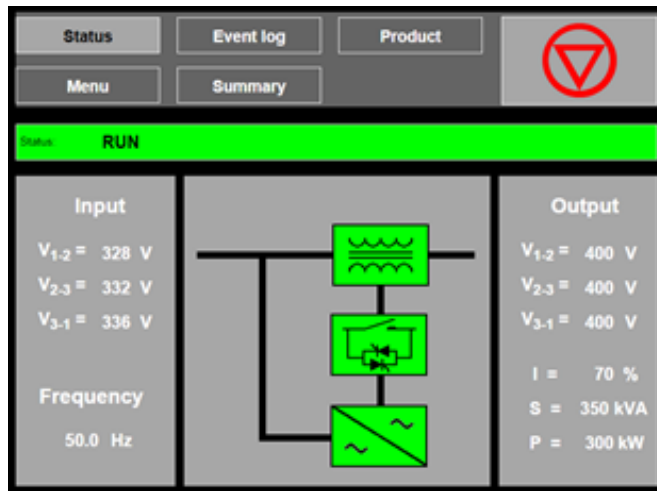 Status Event log Product
Menu Summary
Status: RUN
Input
V1-2 = 328 V
V2-3 = 332 V
V3-1 = 336 V
Frequency
50.0 Hz
Output
V1-2 = 400 V
V2-3 = 400 V
V3-1 = 400 V
I = 70 %
S = 350 kVA
P = 300 kW